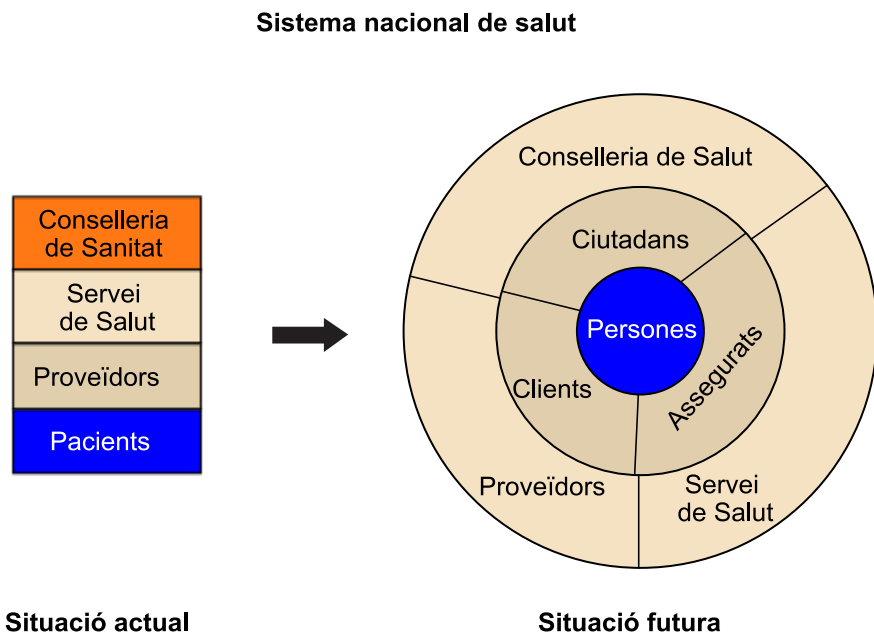 Sistema nacional de salut
Conselleria
de Sanitat
Servei
de Salut
Proveïdors
Pacients
Conselleria de Salut
Ciutadans
Persones
Clients
Assegurats
Proveïdors
Servei
de Salut
Situació actual
Situació futura